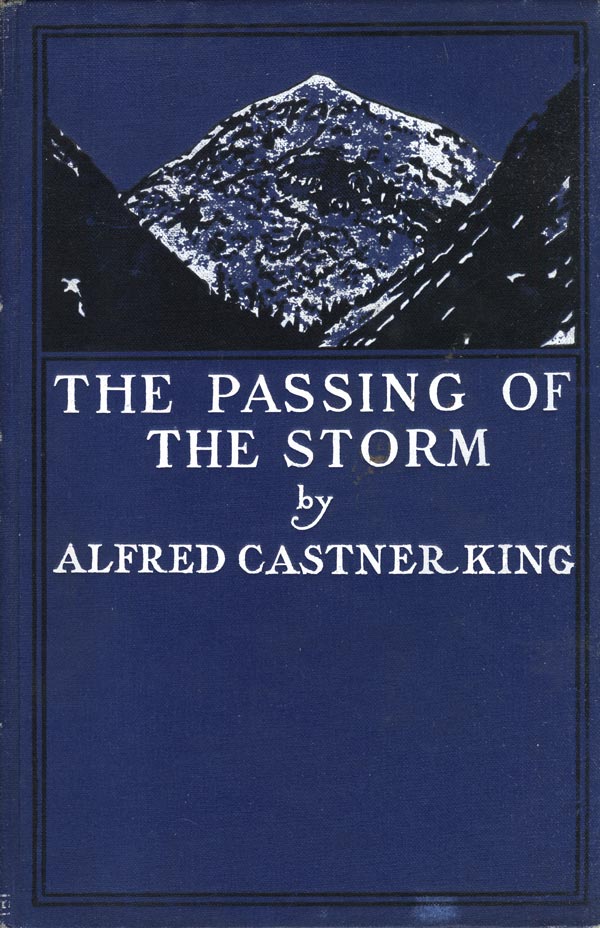 THE PASSING OF
THE STORM
by
ALFRED CASTNER KING